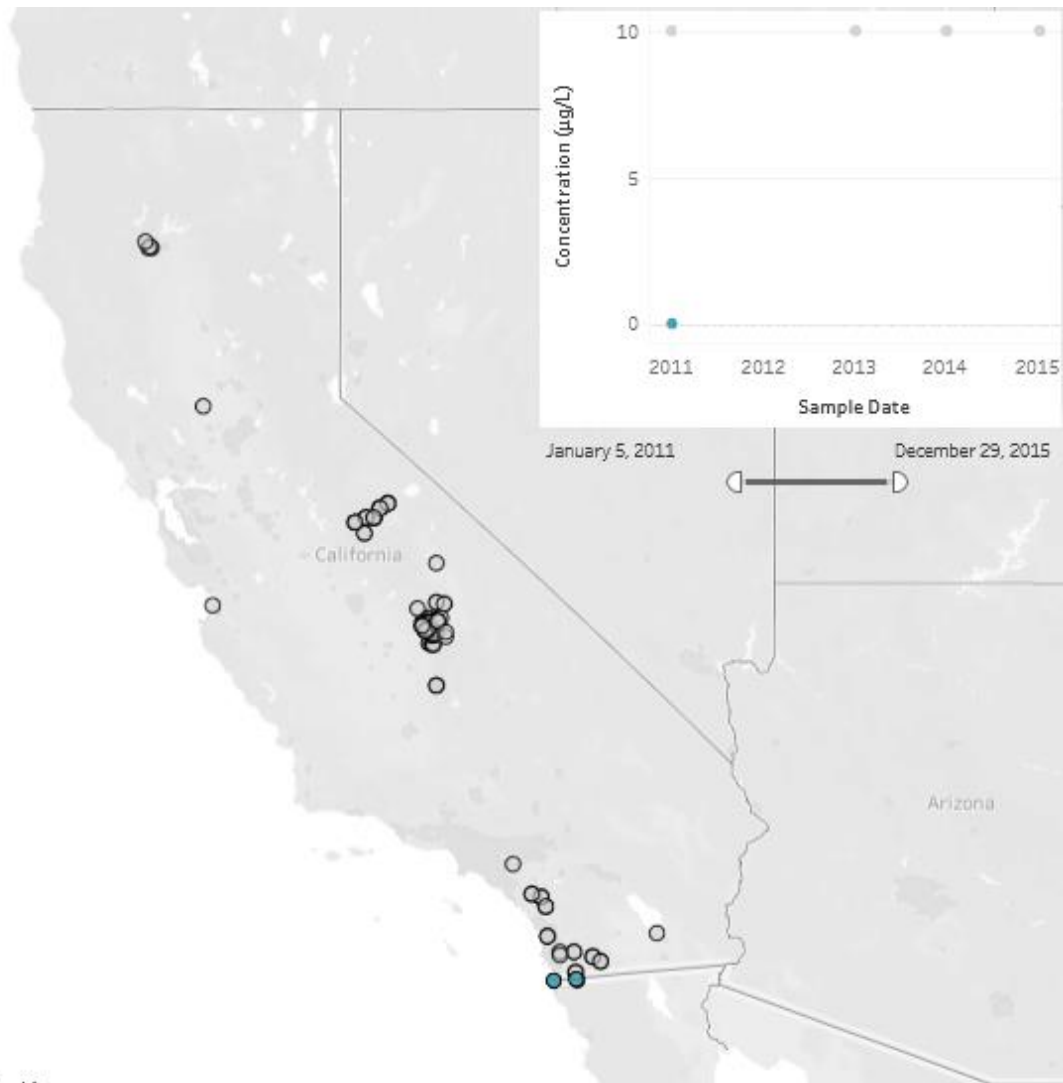 10
5
0
Concentration (µg/L)
2011 2012 2013 2014 2015
Sample Date
January 5, 2011 December 29, 2015
California
Arizona